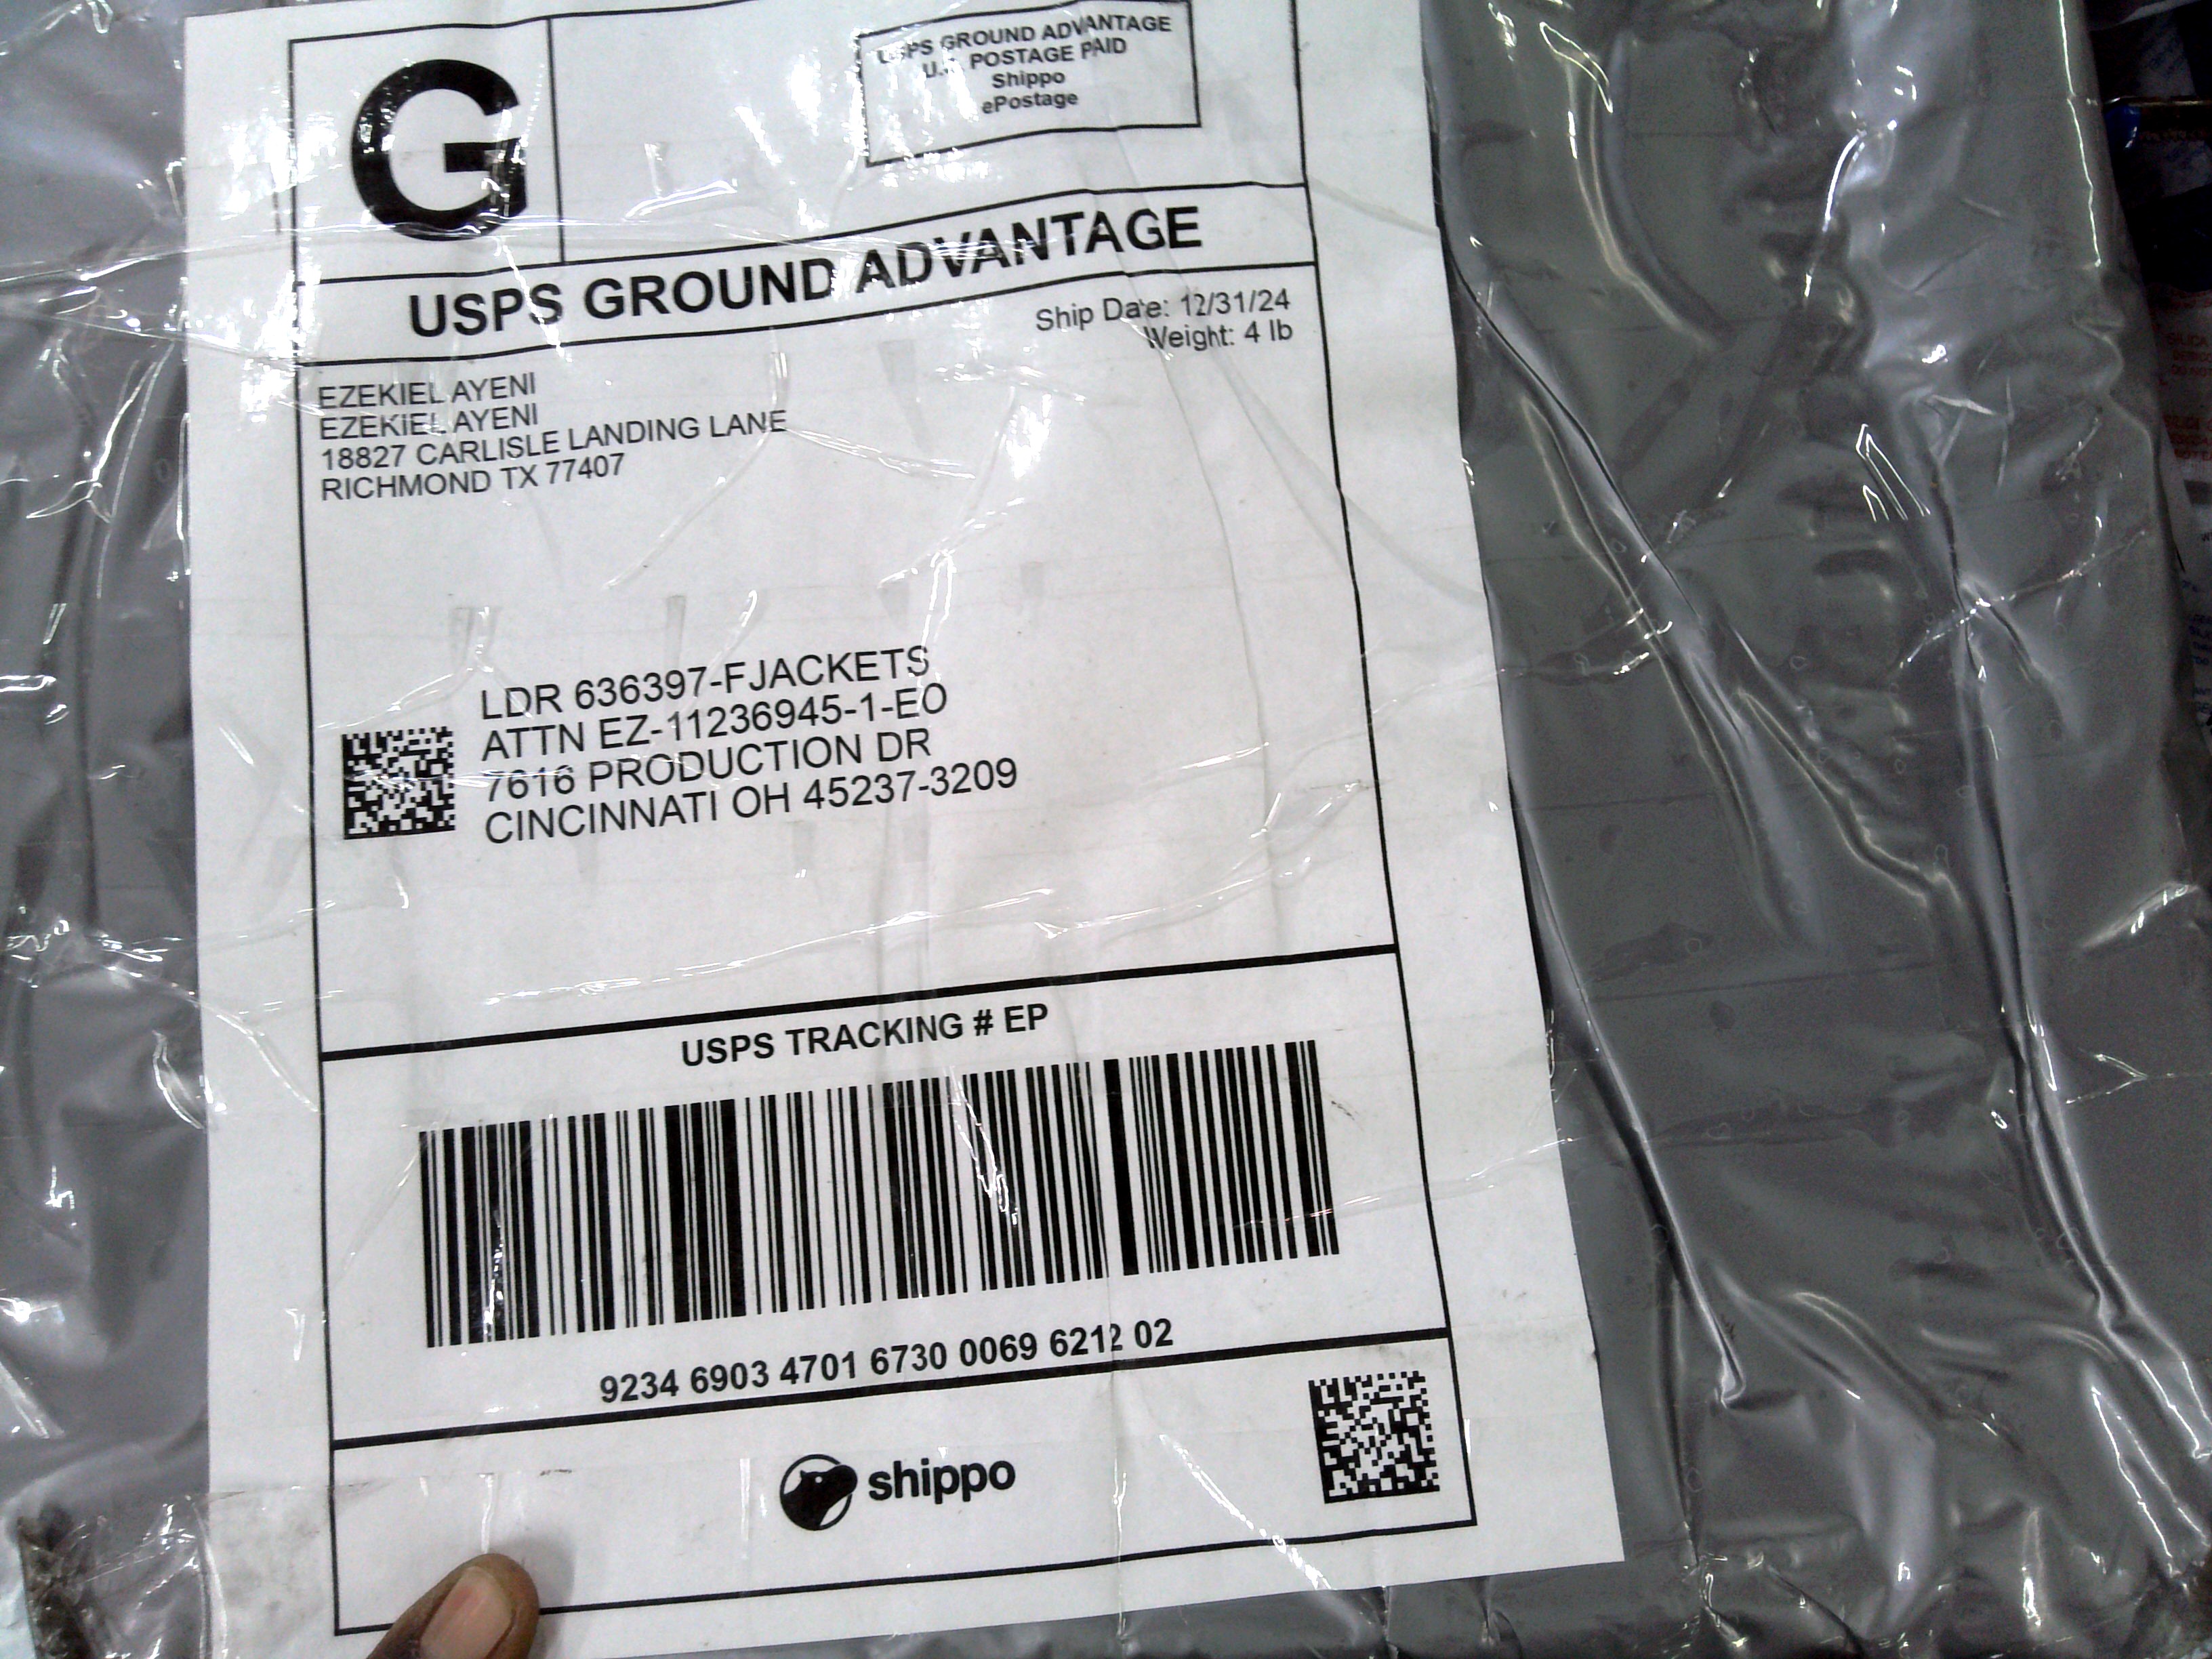 G
USPS GROUND ADVANTAGE
U.S. POSTAGE PAID
Shippo
ePostage
USPS GROUND ADVANTAGE
Ship Date: 12/31/24
Weight: 4 lb
EZEKIEL AYENI
EZEKIEL AYENI
18827 CARLISLE LANDING LANE
RICHMOND TX 77407
LDR 636397-FJACKETS
ATTN EZ-11236945-1-EO
7616 PRODUCTION DR
CINCINNATI OH 45237-3209
USPS TRACKING # EP
9234 6903 4701 6730 0069 6212 02
shippo